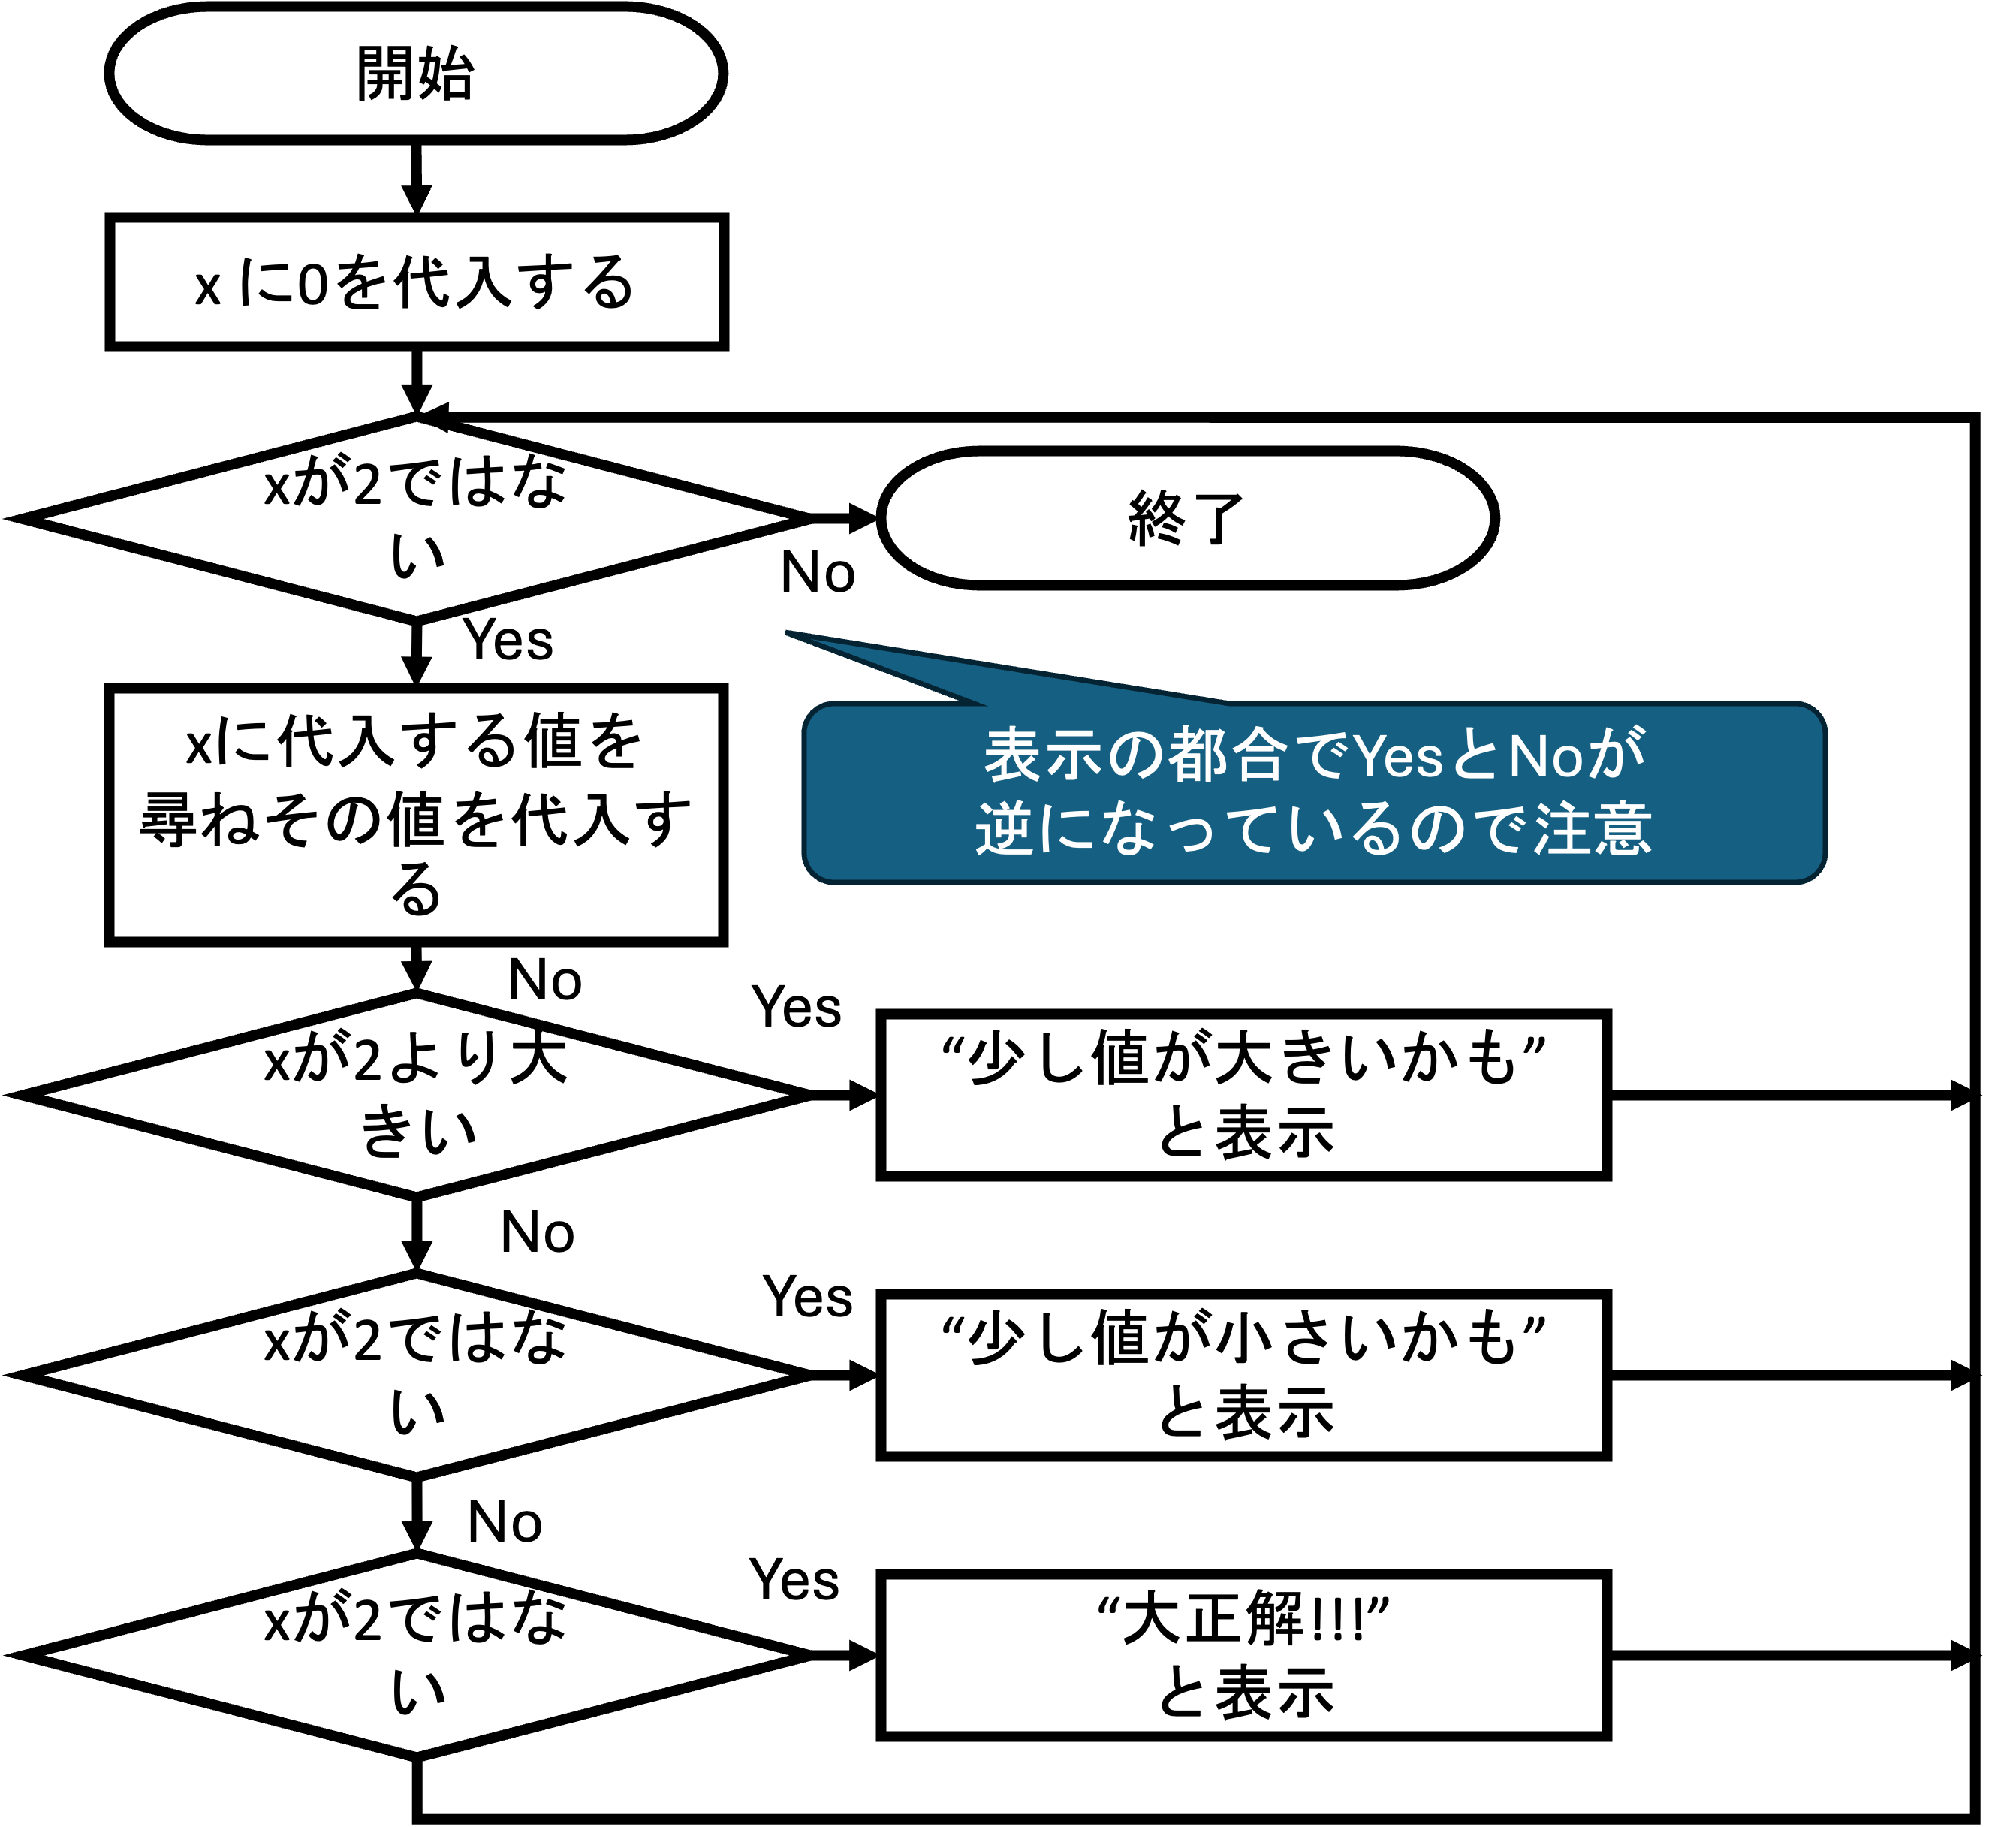 開始
x に0を代入する
xが2ではな
い
No
終了
Yes
xに代入する値を
尋ねその値を代入す
る
表示の都合でYesとNoが
逆になっているので注意
No
Yes
xが2より大
きい
“少し値が大きいかも”
と表示
No
Yes
xが2ではな
い
“少し値が小さいかも”
と表示
No
Yes
xが2ではな
い
“大正解!!!”
と表示